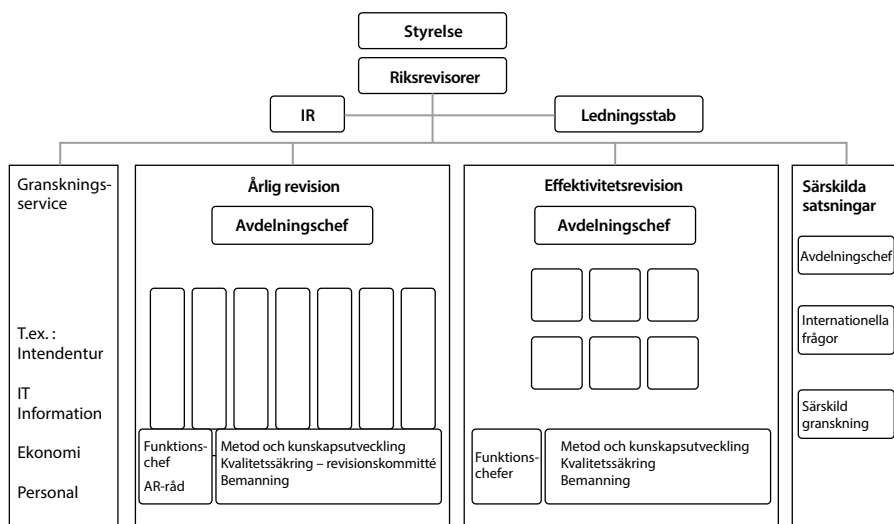 Styrelse
Riksrevisorer
IR
Ledningsstab
Gransknings-
service
T.ex. :
Intendentur
IT
Information
Ekonomi
Personal
Årlig revision
Avdelningschef
Funktions-
chef
AR-råd
Metod och kunskapsutveckling
Kvalitetssäkring – revisionskommitté
Bemanning
Effektivitetsrevision
Avdelningschef
Funktions-
chefer
Metod och kunskapsutveckling
Kvalitetssäkring
Bemanning
Särskilda
satsningar
Avdelningschef
Internationella
frågor
Särskild
granskning